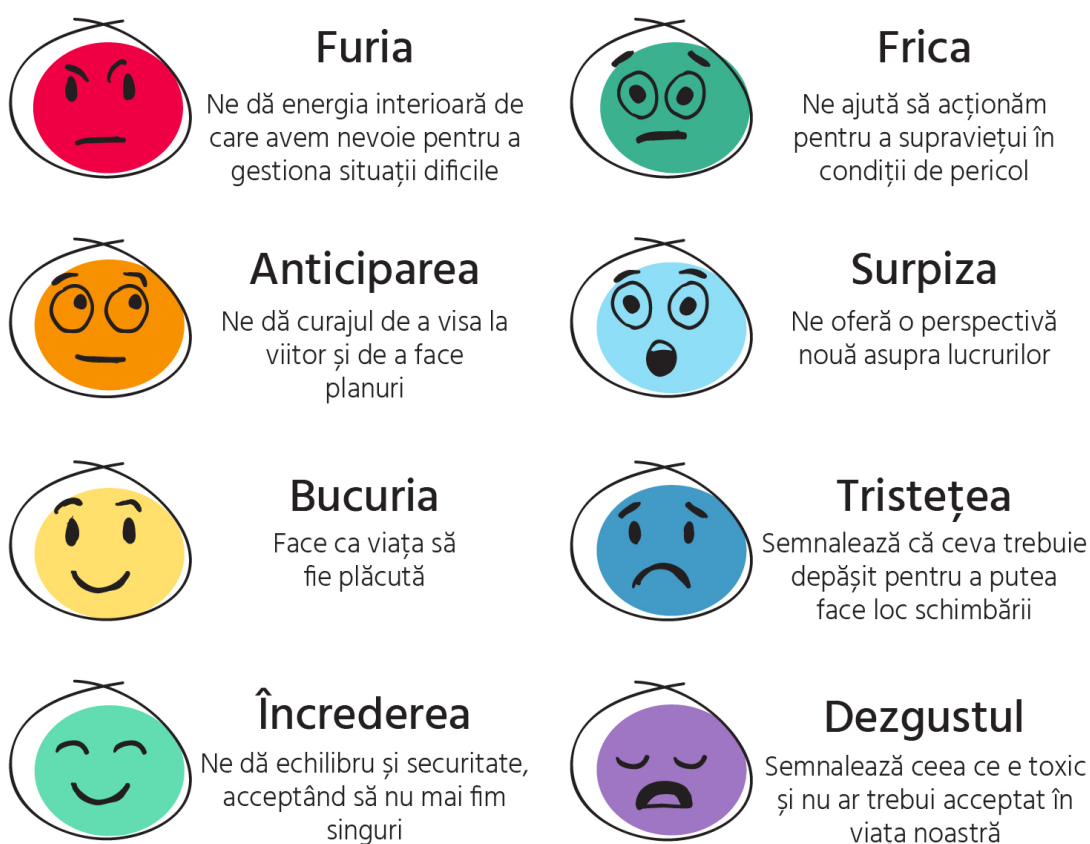 Furia
Ne dă energia interioară de
care avem nevoie pentru a
gestiona situații dificile
Frica
Ne ajută să acționăm
pentru a supraviețui în
condiții de pericol
Anticiparea
Ne dă curajul de a visa la
viitor și de a face
planuri
Surpiza
Ne oferă o perspectivă
nouă asupra lucrurilor
Bucuria
Face ca viața să
fie plăcută
Tristețea
Semnalează că ceva trebuie
depășit pentru a putea
face loc schimbării
Încrederea
Ne dă echilibru și securitate,
acceptând să nu mai fim
singuri
Dezgustul
Semnalează ceea ce e toxic
și nu ar trebui acceptat în
viața noastră